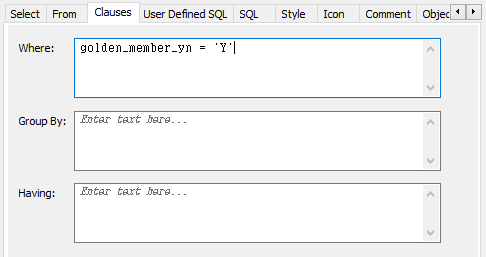 Select From Clauses User Defined SQL SQL Style Icon Comment Objec
Where: golden_member_yn = 'Y'
Group By: Enter text here...
Having: Enter text here...